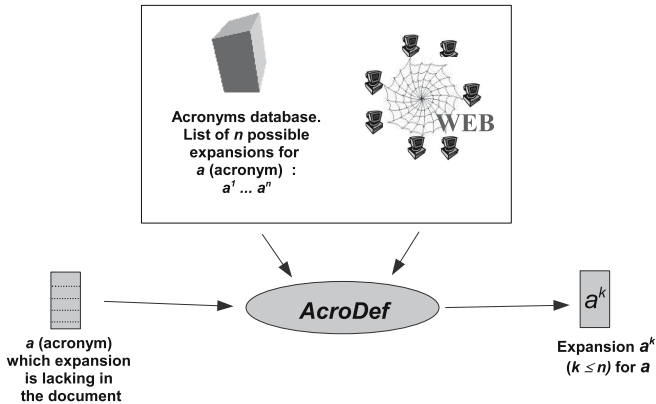 Acronyms database.
List of n possible
expansions for
a (acronym) :
a¹ ... aⁿ
WEB
AcroDef
a (acronym)
which expansion
is lacking in
the document
aᵏ
Expansion aᵏ
(k ≤ n) for a